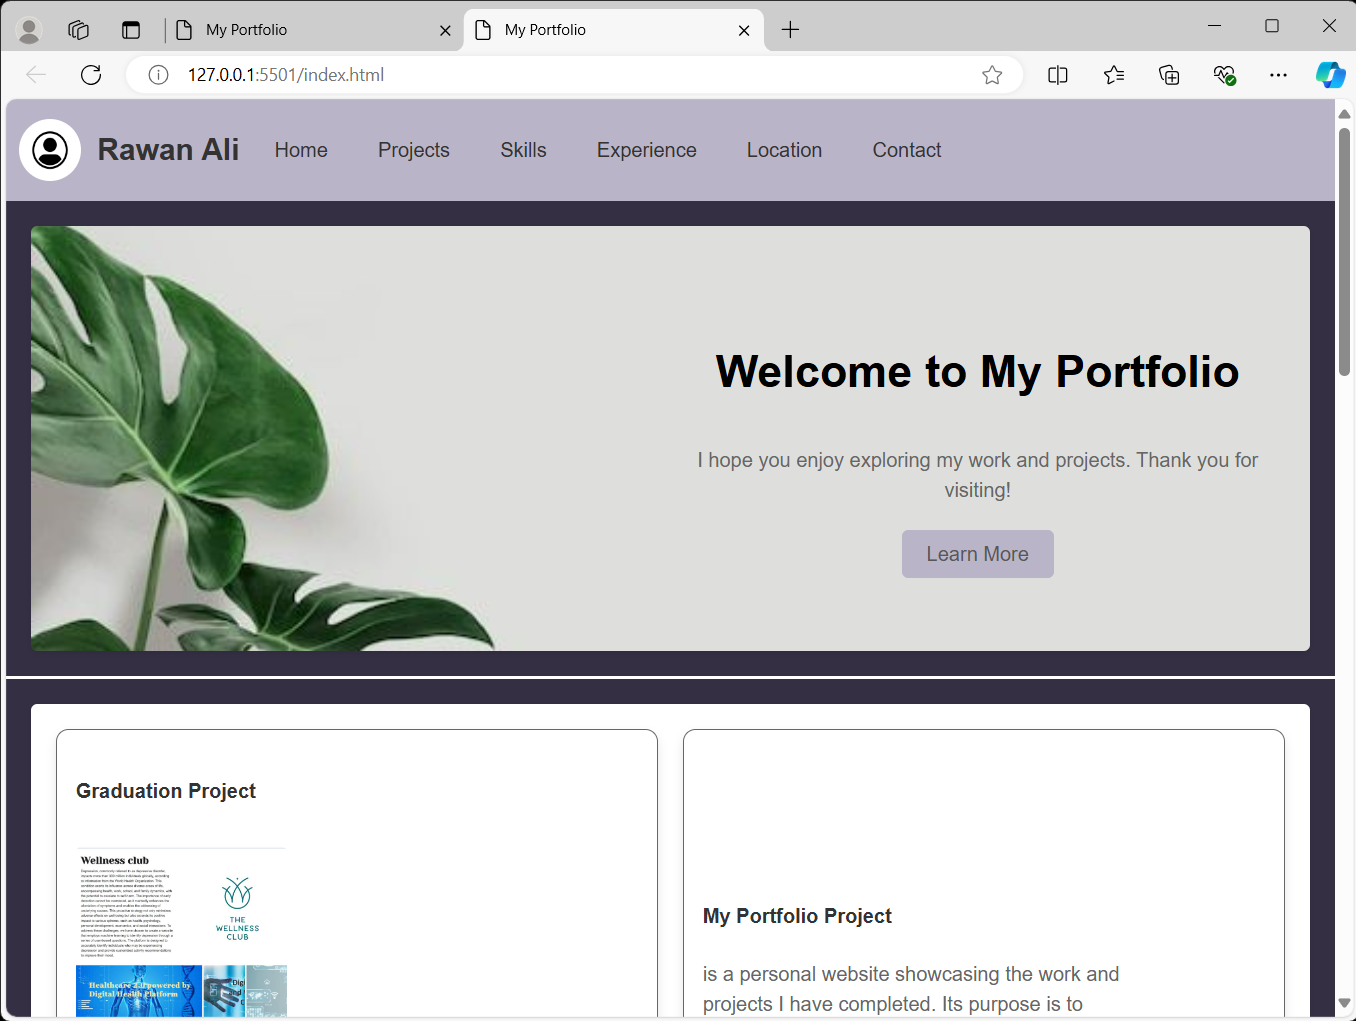 My Portfolio
My Portfolio
127.0.0.1:5501/index.html
Rawan Ali
Home
Projects
Skills
Experience
Location
Contact
Welcome to My Portfolio
I hope you enjoy exploring my work and projects. Thank you for
visiting!
Learn More
Graduation Project
Wellness club
THE
WELLNESS
CLUB
Healthcare
powered by
Digital Health Platform
My Portfolio Project
is a personal website showcasing the work and
projects I have completed. Its purpose is to